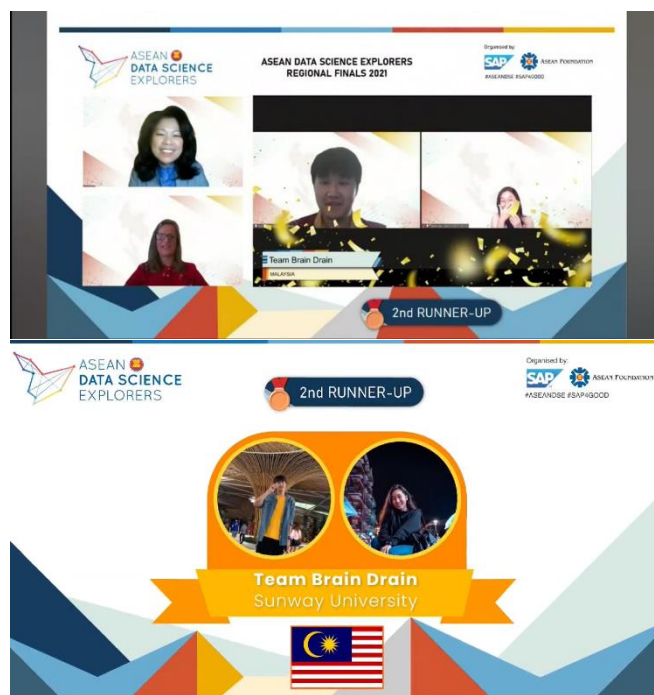 ASEAN
DATA SCIENCE
EXPLORERS
ASEAN DATA SCIENCE EXPLORERS
REGIONAL FINALS 2021
Organised by:
SAP
ASEAN FOUNDATION
#ASEANDSE #SAP4GOOD
Team Brain Drain
MALAYSIA
2nd RUNNER-UP
ASEAN
DATA SCIENCE
EXPLORERS
2nd RUNNER-UP
Organised by:
SAP
ASEAN FOUNDATION
#ASEANDSE #SAP4GOOD
Team Brain Drain
Sunway University